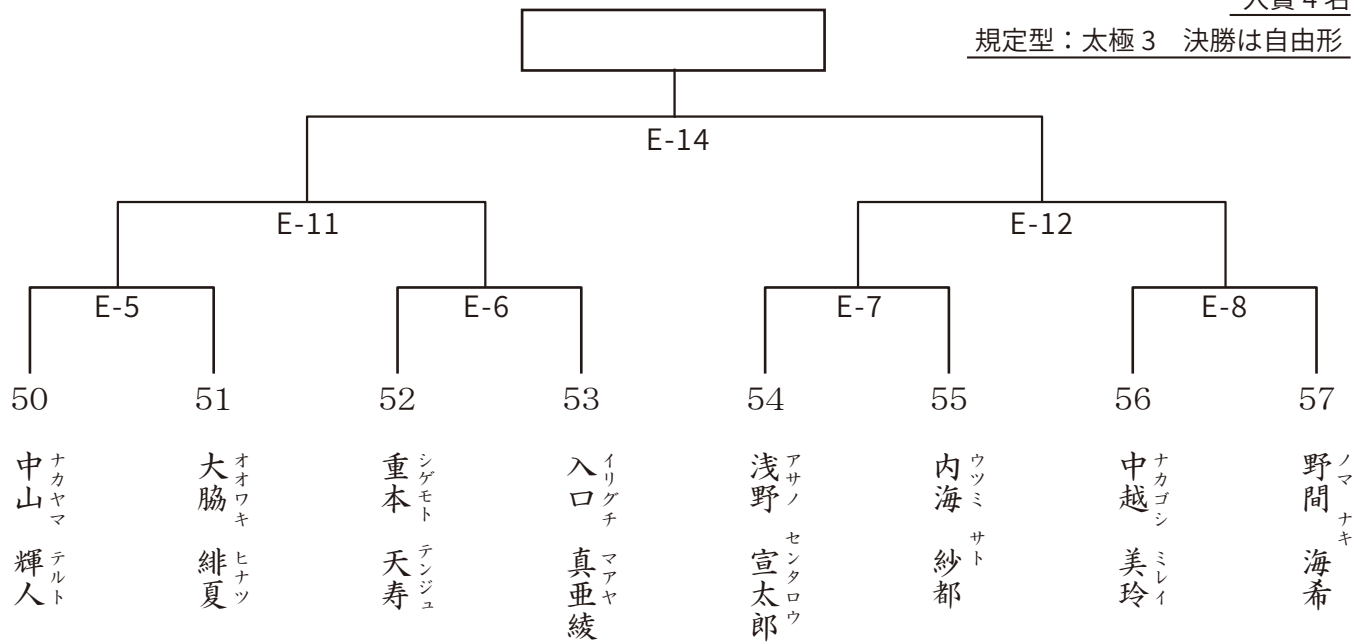 入賞 4 名
規定型：太極 3　決勝は自由形
E-14
E-11
E-12
E-5
E-6
E-7
E-8
50
51
52
53
54
55
56
57
中山 輝人
ナカヤマ テルト
大脇 緋夏
オオワキ ヒナツ
重本 天寿
シゲモト テンジュ
入口 真亜綾
イリグチ マアヤ
浅野 宣太郎
アサノ センタロウ
内海 紗都
ウツミ サト
中越 美玲
ナカゴシ ミレイ
野間 海希
ノマ ナキ